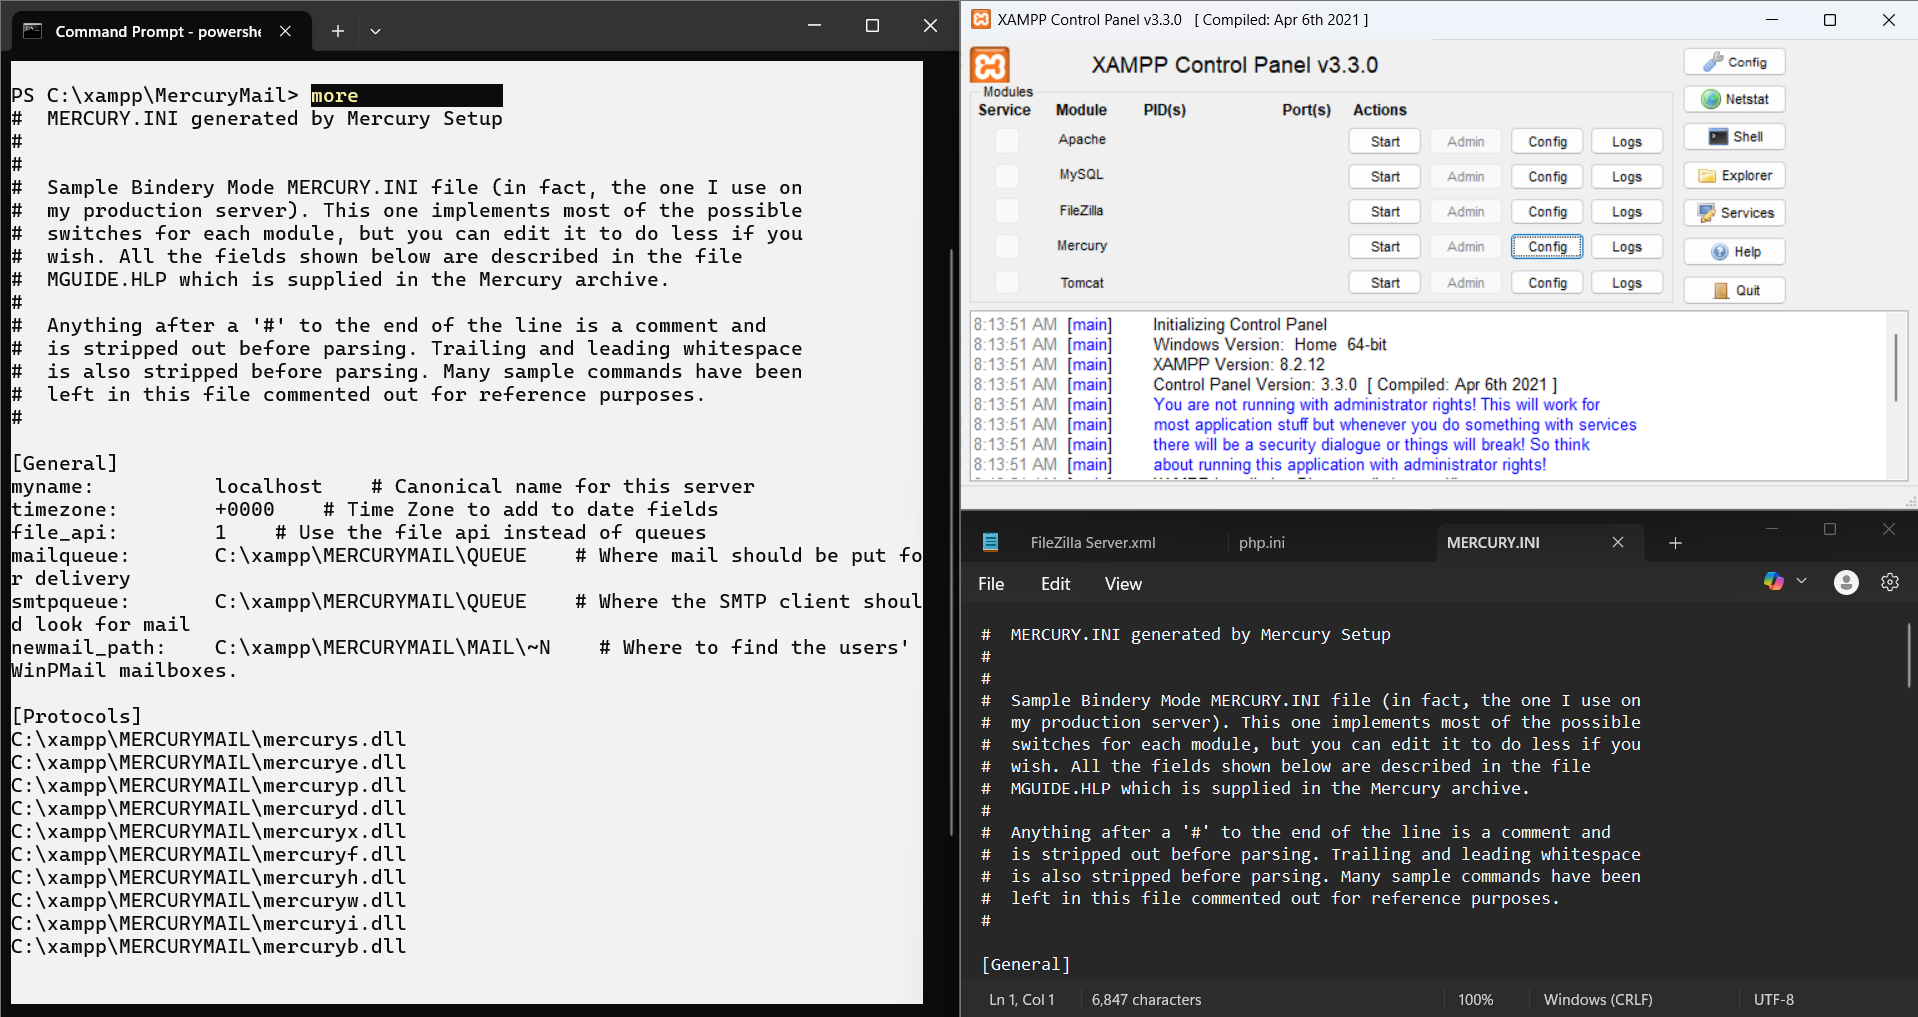 Command Prompt - powershe
PS C:\xampp\MercuryMail> more
#  MERCURY.INI generated by Mercury Setup
#
#
#  Sample Bindery Mode MERCURY.INI file (in fact, the one I use on
#  my production server). This one implements most of the possible
#  switches for each module, but you can edit it to do less if you
#  wish. All the fields shown below are described in the file
#  MGUIDE.HLP which is supplied in the Mercury archive.
#
#  Anything after a '#' to the end of the line is a comment and
#  is stripped out before parsing. Trailing and leading whitespace
#  is also stripped before parsing. Many sample commands have been
#  left in this file commented out for reference purposes.
#
[General]
myname:          localhost    # Canonical name for this server
timezone:        +0000    # Time Zone to add to date fields
file_api:        1    # Use the file api instead of queues
mailqueue:       C:\xampp\MERCURYMAIL\QUEUE    # Where mail should be put fo
r delivery
smtpqueue:       C:\xampp\MERCURYMAIL\QUEUE    # Where the SMTP client shoul
d look for mail
newmail_path:    C:\xampp\MERCURYMAIL\MAIL\~N    # Where to find the users'
WinPMail mailboxes.
[Protocols]
C:\xampp\MERCURYMAIL\mercurys.dll
C:\xampp\MERCURYMAIL\mercurye.dll
C:\xampp\MERCURYMAIL\mercuryp.dll
C:\xampp\MERCURYMAIL\mercuryd.dll
C:\xampp\MERCURYMAIL\mercuryx.dll
C:\xampp\MERCURYMAIL\mercuryf.dll
C:\xampp\MERCURYMAIL\mercuryh.dll
C:\xampp\MERCURYMAIL\mercuryw.dll
C:\xampp\MERCURYMAIL\mercuryi.dll
C:\xampp\MERCURYMAIL\mercuryb.dll
XAMPP Control Panel v3.3.0   [ Compiled: Apr 6th 2021 ]
XAMPP Control Panel v3.3.0
Modules
Service Module PID(s) Port(s) Actions
Apache Start Admin Config Logs
MySQL Start Admin Config Logs
FileZilla Start Admin Config Logs
Mercury Start Admin Config Logs
Tomcat Start Admin Config Logs
Config
Netstat
Shell
Explorer
Services
Help
Quit
8:13:51 AM [main] Initializing Control Panel
8:13:51 AM [main] Windows Version:  Home  64-bit
8:13:51 AM [main] XAMPP Version: 8.2.12
8:13:51 AM [main] Control Panel Version: 3.3.0  [ Compiled: Apr 6th 2021 ]
8:13:51 AM [main] You are not running with administrator rights! This will work for
8:13:51 AM [main] most application stuff but whenever you do something with services
8:13:51 AM [main] there will be a security dialogue or things will break! So think
8:13:51 AM [main] about running this application with administrator rights!
FileZilla Server.xml php.ini MERCURY.INI
File Edit View
#  MERCURY.INI generated by Mercury Setup
#
#
#  Sample Bindery Mode MERCURY.INI file (in fact, the one I use on
#  my production server). This one implements most of the possible
#  switches for each module, but you can edit it to do less if you
#  wish. All the fields shown below are described in the file
#  MGUIDE.HLP which is supplied in the Mercury archive.
#
#  Anything after a '#' to the end of the line is a comment and
#  is stripped out before parsing. Trailing and leading whitespace
#  is also stripped before parsing. Many sample commands have been
#  left in this file commented out for reference purposes.
#
[General]
Ln 1, Col 1 6,847 characters 100% Windows (CRLF) UTF-8